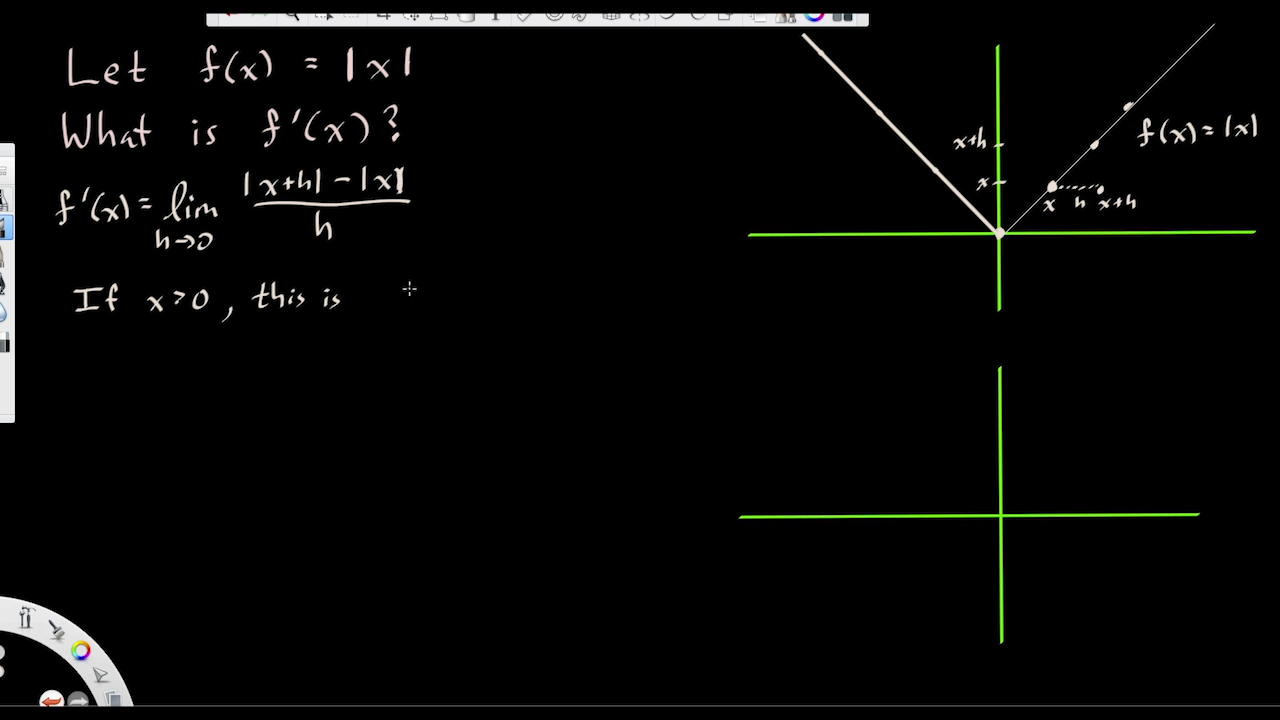 Let f(x) = |x|
What is f'(x)?
f'(x) = lim h→0 |x+h| - |x| / h
If x>0, this is
x+h
x
f(x) = |x|
x h x+h